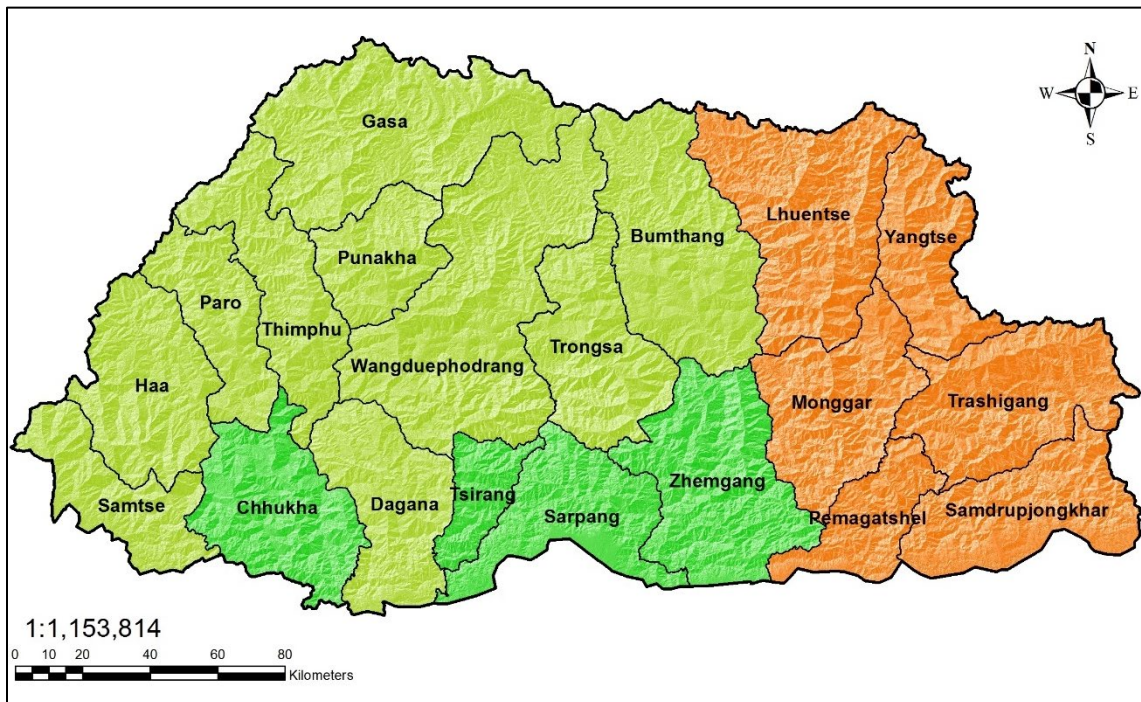 N
W E
S
Gasa
Lhuentse
Bumthang
Yangtse
Punakha
Paro
Thimphu
Trongsa
Wangduephodrang
Haa
Monggar
Trashigang
Zhemgang
Tsirang
Samtse
Chhukha
Dagana
Sarpang
Pemagatshel
Samdrupjongkhar
1:1,153,814
0 10 20 40 60 80
Kilometers